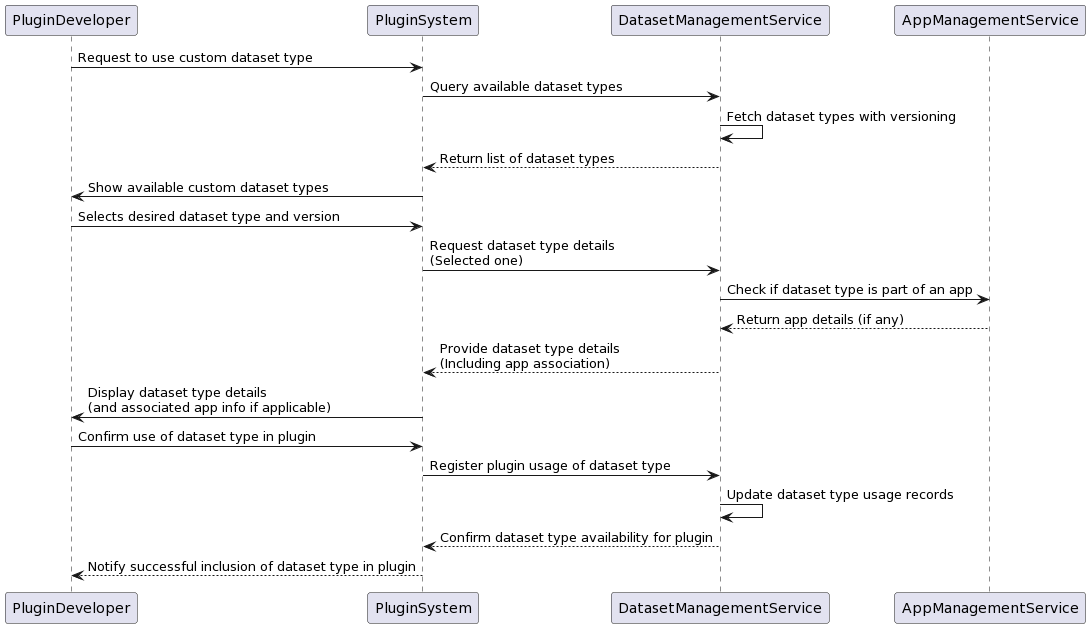 PluginDeveloper
PluginSystem
DatasetManagementService
AppManagementService
Request to use custom dataset type
Query available dataset types
Fetch dataset types with versioning
Return list of dataset types
Show available custom dataset types
Selects desired dataset type and version
Request dataset type details
(Selected one)
Check if dataset type is part of an app
Return app details (if any)
Provide dataset type details
(Including app association)
Display dataset type details
(and associated app info if applicable)
Confirm use of dataset type in plugin
Register plugin usage of dataset type
Update dataset type usage records
Confirm dataset type availability for plugin
Notify successful inclusion of dataset type in plugin
PluginDeveloper
PluginSystem
DatasetManagementService
AppManagementService